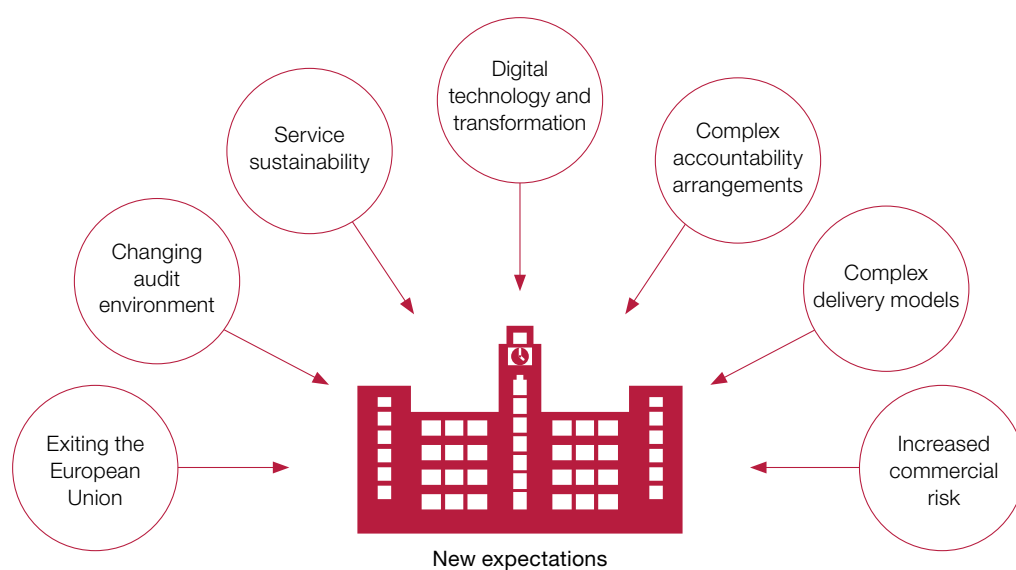 Digital
technology and
transformation
Service
sustainability
Complex
accountability
arrangements
Changing
audit
environment
Complex
delivery models
Exiting the
European
Union
Increased
commercial
risk
New expectations